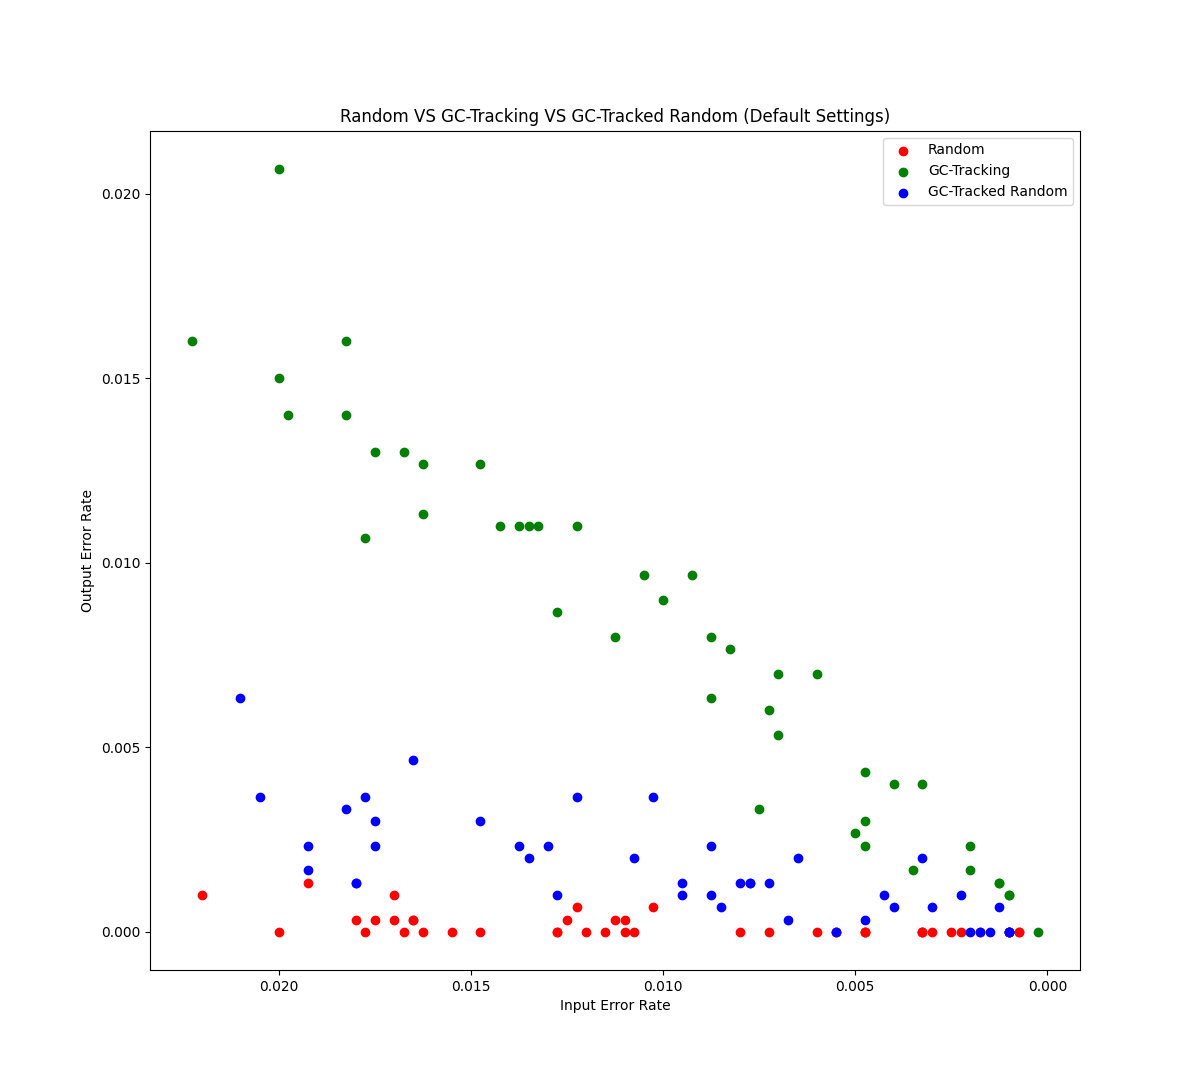 Random VS GC-Tracking VS GC-Tracked Random (Default Settings)
Random
GC-Tracking
GC-Tracked Random
0.020
0.015
0.010
0.005
0.000
Output Error Rate
0.020 0.015 0.010 0.005 0.000
Input Error Rate